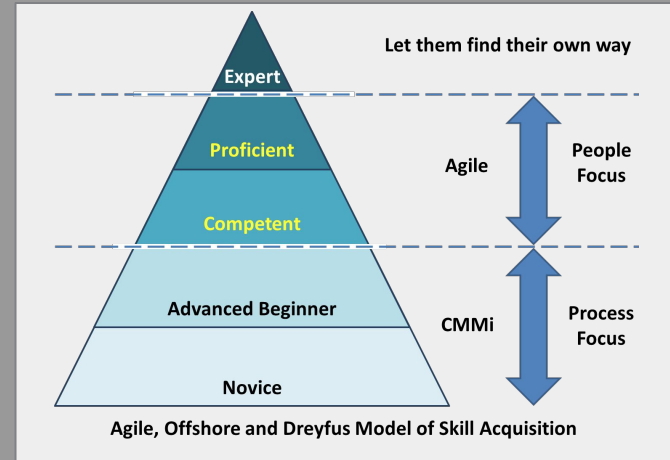 Let them find their own way
Expert
Proficient
Agile
People
Focus
Competent
Advanced Beginner
CMMi
Process
Focus
Novice
Agile, Offshore and Dreyfus Model of Skill Acquisition